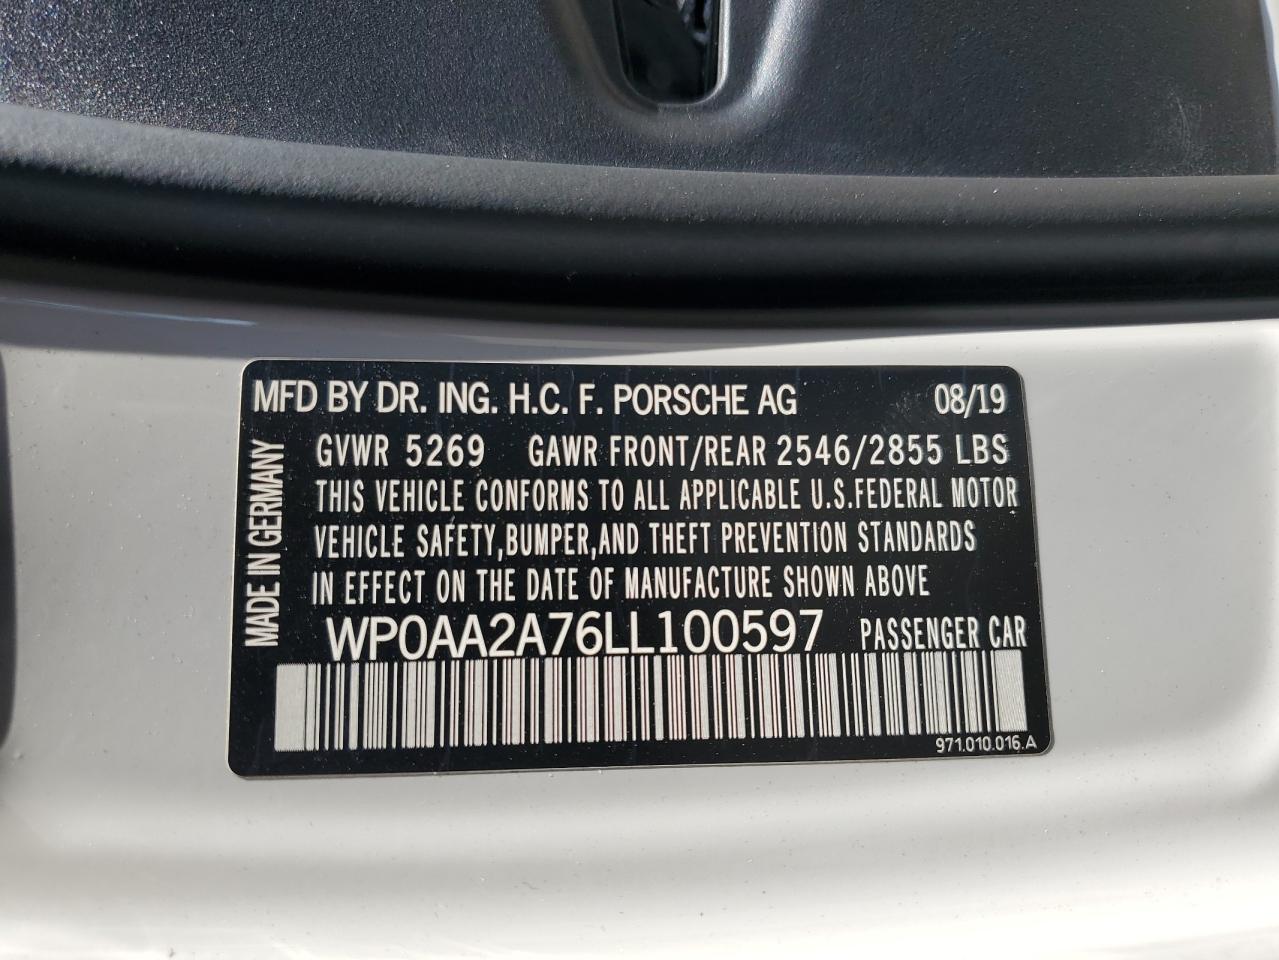 MFD BY DR. ING. H.C. F. PORSCHE AG 08/19
GVWR 5269 GAWR FRONT/REAR 2546/2855 LBS
THIS VEHICLE CONFORMS TO ALL APPLICABLE U.S.FEDERAL MOTOR
VEHICLE SAFETY,BUMPER,AND THEFT PREVENTION STANDARDS
IN EFFECT ON THE DATE OF MANUFACTURE SHOWN ABOVE
MADE IN GERMANY
WP0AA2A76LL100597 PASSENGER CAR
971.010.016.A